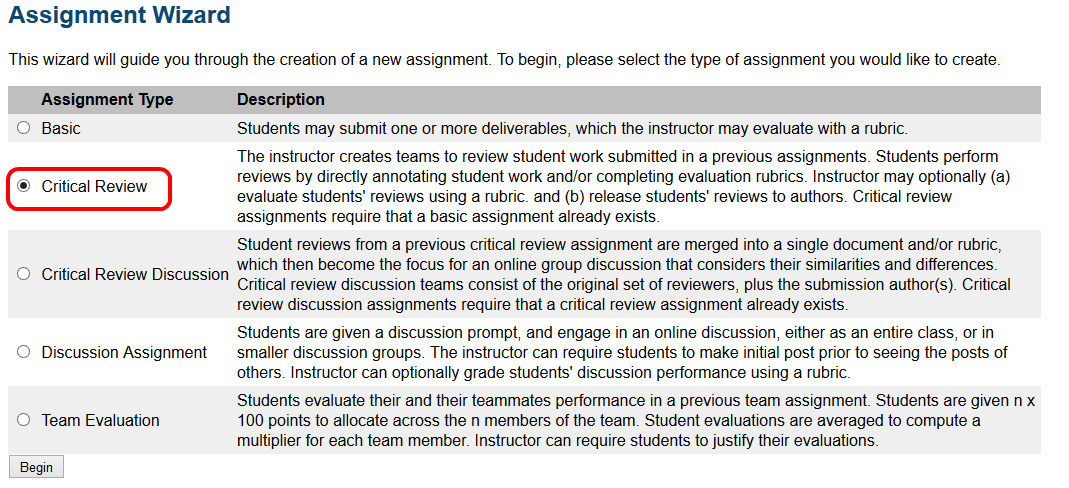 Assignment Wizard
This wizard will guide you through the creation of a new assignment. To begin, please select the type of assignment you would like to create.
Assignment Type Description
Basic Students may submit one or more deliverables, which the instructor may evaluate with a rubric.
The instructor creates teams to review student work submitted in a previous assignments. Students perform
Critical Review reviews by directly annotating student work and/or completing evaluation rubrics. Instructor may optionally (a)
evaluate students' reviews using a rubric. and (b) release students' reviews to authors. Critical review
assignments require that a basic assignment already exists.
Student reviews from a previous critical review assignment are merged into a single document and/or rubric,
Critical Review Discussion which then become the focus for an online group discussion that considers their similarities and differences.
Critical review discussion teams consist of the original set of reviewers, plus the submission author(s). Critical
review discussion assignments require that a critical review assignment already exists.
Students are given a discussion prompt, and engage in an online discussion, either as an entire class, or in
Discussion Assignment smaller discussion groups. The instructor can require students to make initial post prior to seeing the posts of
others. Instructor can optionally grade students' discussion performance using a rubric.
Students evaluate their and their teammates performance in a previous team assignment. Students are given n x
Team Evaluation 100 points to allocate across the n members of the team. Student evaluations are averaged to compute a
multiplier for each team member. Instructor can require students to justify their evaluations.
Begin